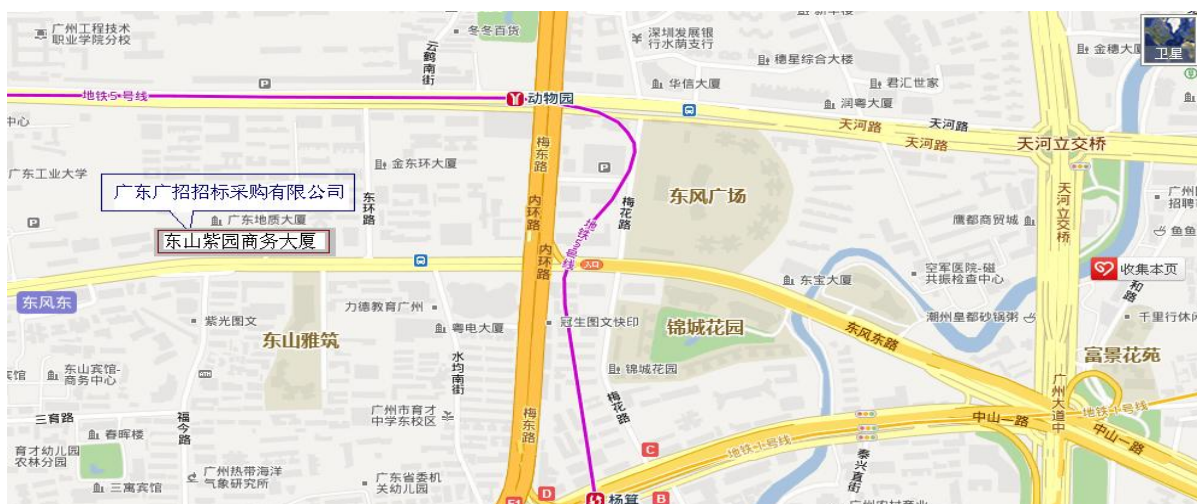 广州工程技术
职业学院分校
云鹤南街
冬冬百货
深圳发展银
行水荫支行
穗星综合大楼
金穗大厦
卫星
君汇世家
华信大厦
润粤大厦
地铁5号线
动物园
天河路
天河路
天河路
天河立交桥
中心
广东工业大学
金东环大厦
梅东路
东风广场
梅花路
广东广招招标采购有限公司
东环路
广东地质大厦
东山紫园商务大厦
内环路
内环路
地铁5号线
鹰都商贸城
天河立交桥
招聘
鱼鱼
入口
东宝大厦
空军医院-磁
共振检查中心
收集本页
东风东
紫光图文
力德教育广州
粤电大厦
冠生图文快印
锦城花园
潮州皇都砂锅粥
和路
千里行休闲
东山雅筑
东风东路
富景花苑
水均南街
锦城花园
东山宾馆-
商务中心
宾馆
三育路
春晖楼
福今路
广州市育才
中学东校区
梅东路
梅花路
广州大道中
中山一路
地铁1号线
中山一路
地铁1号线
育才幼儿园
农林分园
三寓宾馆
广州热带海洋
气象研究所
广东省委机
关幼儿园
C
D
B
E1
杨箕
泰兴直街